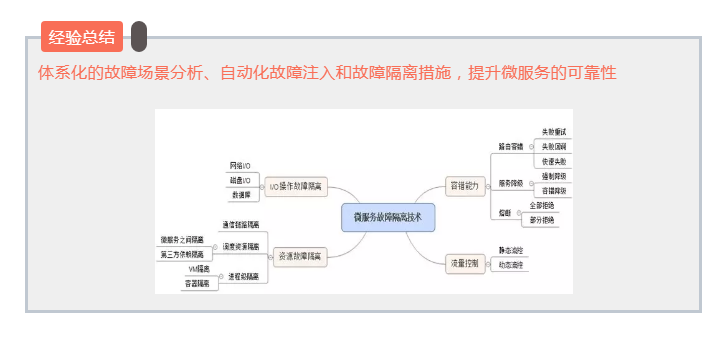 经验总结
体系化的故障场景分析、自动化故障注入和故障隔离措施，提升微服务的可靠性
失败重试
路由容错
失败回调
网络I/O
快速失败
磁盘I/O
I/O操作故障隔离
容错能力
服务降级
强制降级
数据库
容错降级
熔断
全部拒绝
微服务故障隔离技术
部分拒绝
通信链路隔离
微服务之间隔离
调度资源隔离
静态流控
第三方依赖隔离
资源故障隔离
流量控制
动态流控
VM隔离
进程级隔离
容器隔离